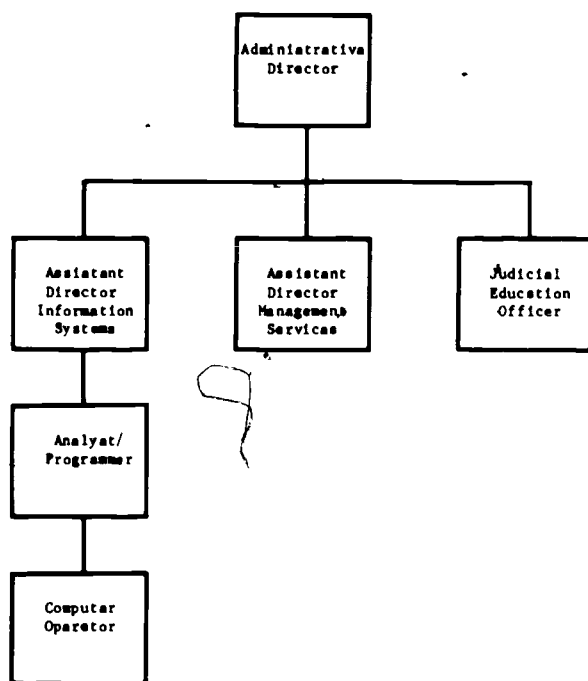 Administrative
Director
Assistant
Director
Information
Systems
Assistant
Director
Management
Services
Judicial
Education
Officer
Analyst/
Programmer
Computer
Operator